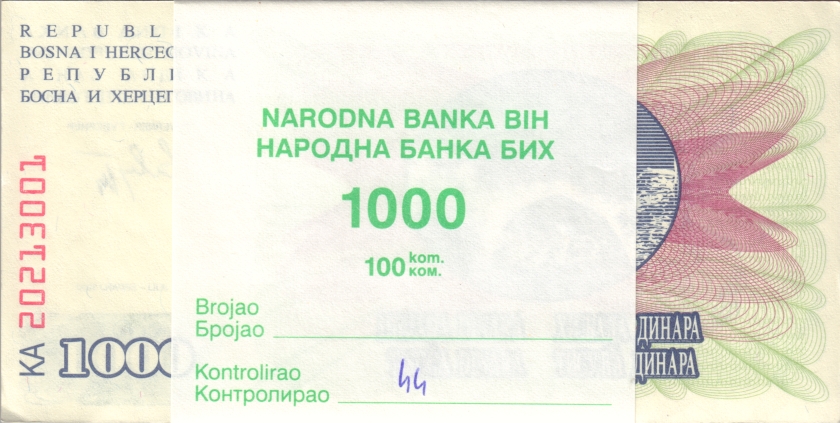 REPUBL
BOSNA I HERCEG
РЕПУБЛИ
БОСНА И ХЕРЦЕГ
NARODNA BANKA BIH
НАРОДНА БАНКА БИХ
1000
100 kom.
ком.
Brojao
Бројао
Kontrolirao
Контролирао
44
KA 20213001
1000
ДИНАРА
ДИНАРА